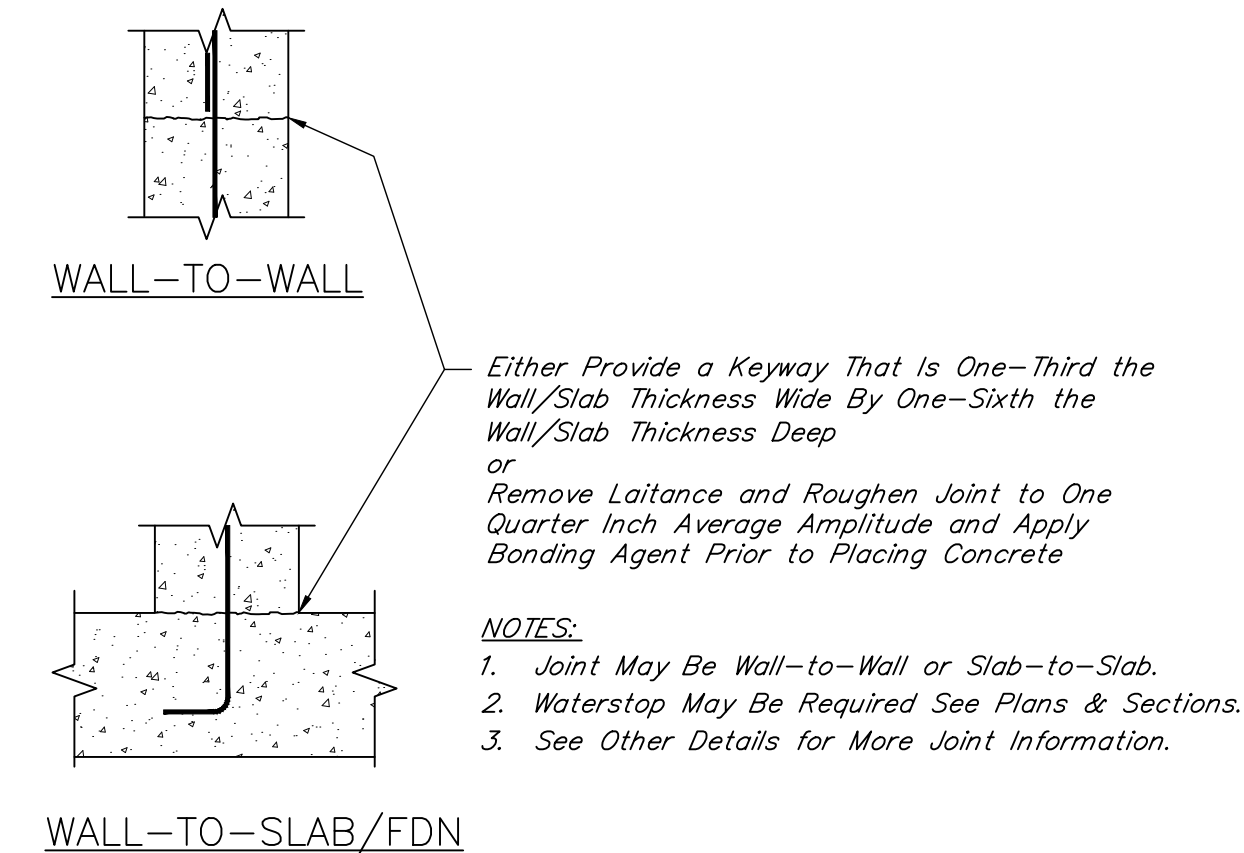 WALL-TO-WALL
Either Provide a Keyway That Is One-Third the
Wall/Slab Thickness Wide By One-Sixth the
Wall/Slab Thickness Deep
or
Remove Laitance and Roughen Joint to One
Quarter Inch Average Amplitude and Apply
Bonding Agent Prior to Placing Concrete
NOTES:
1. Joint May Be Wall-to-Wall or Slab-to-Slab.
2. Waterstop May Be Required See Plans & Sections.
3. See Other Details for More Joint Information.
WALL-TO-SLAB/FDN